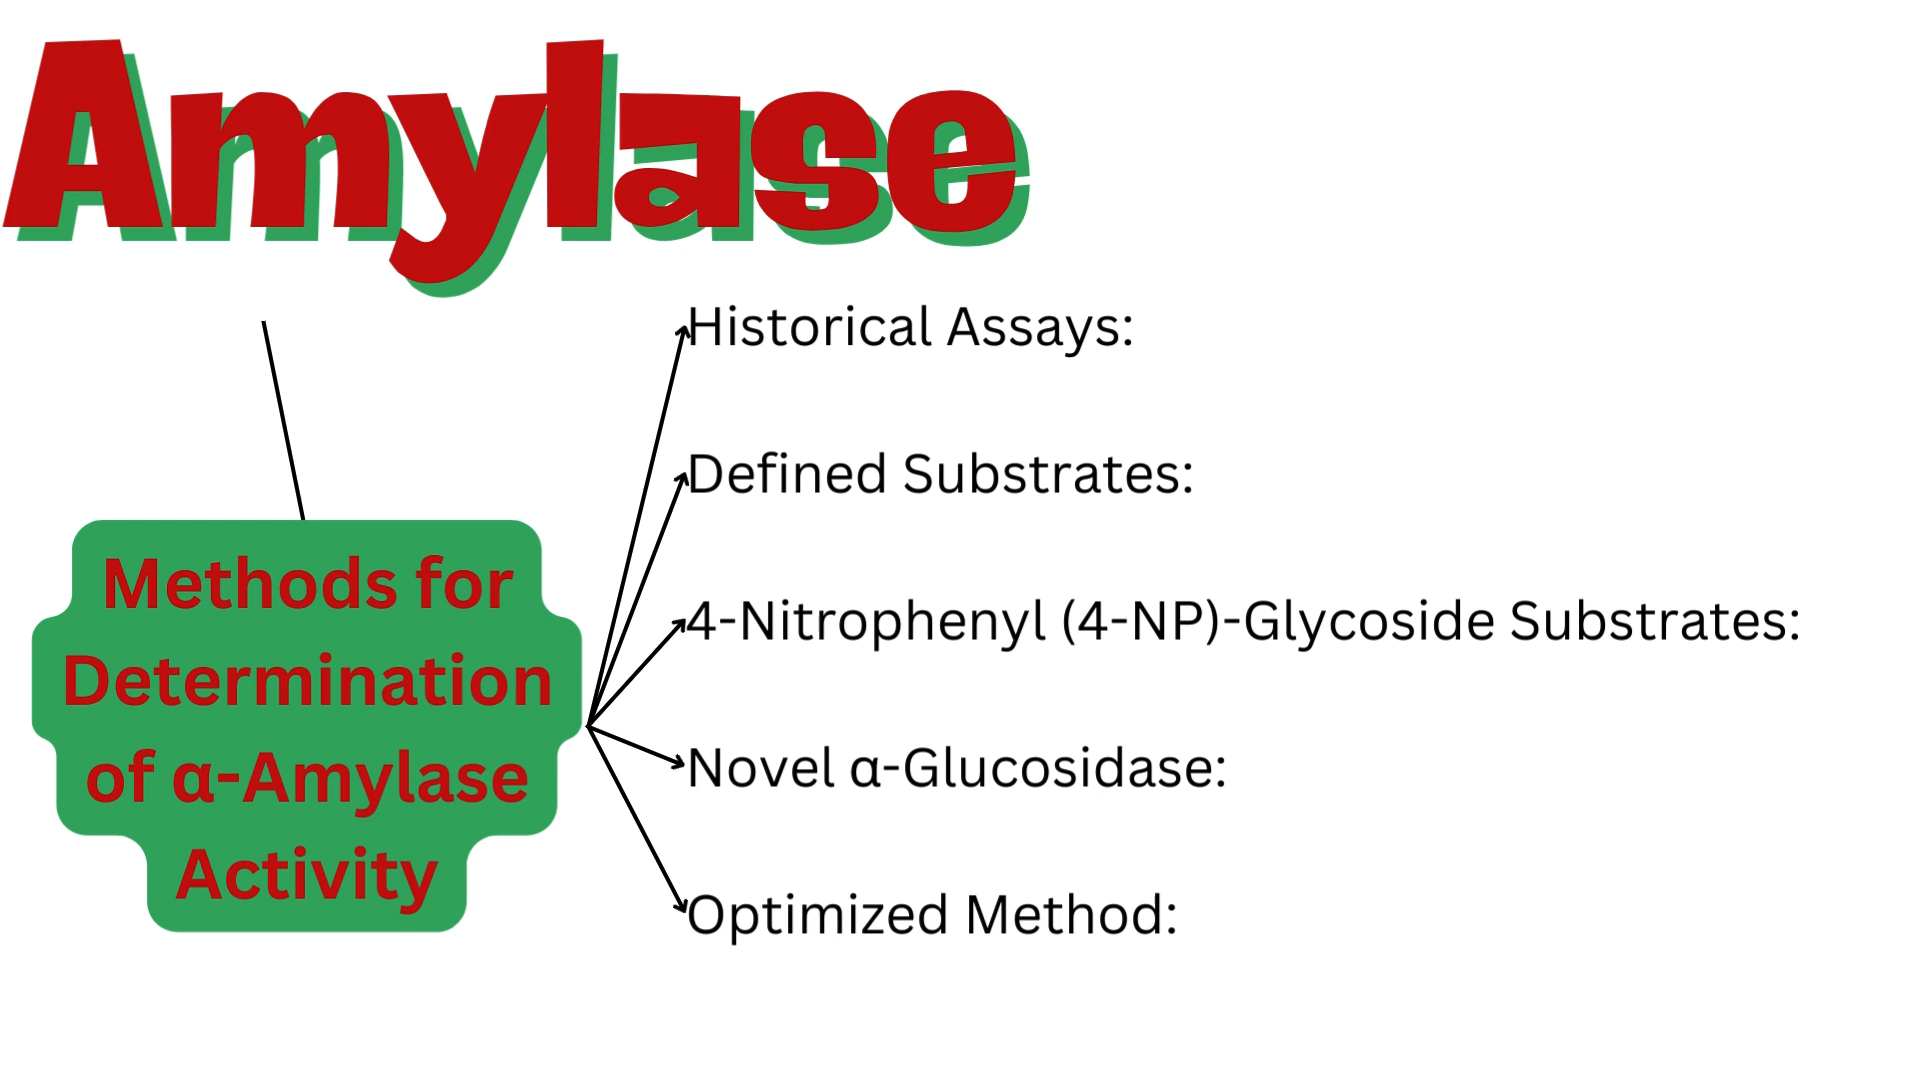 Amylase
Historical Assays:
Defined Substrates:
4-Nitrophenyl (4-NP)-Glycoside Substrates:
Novel α-Glucosidase:
Optimized Method:
Methods for
Determination
of α-Amylase
Activity